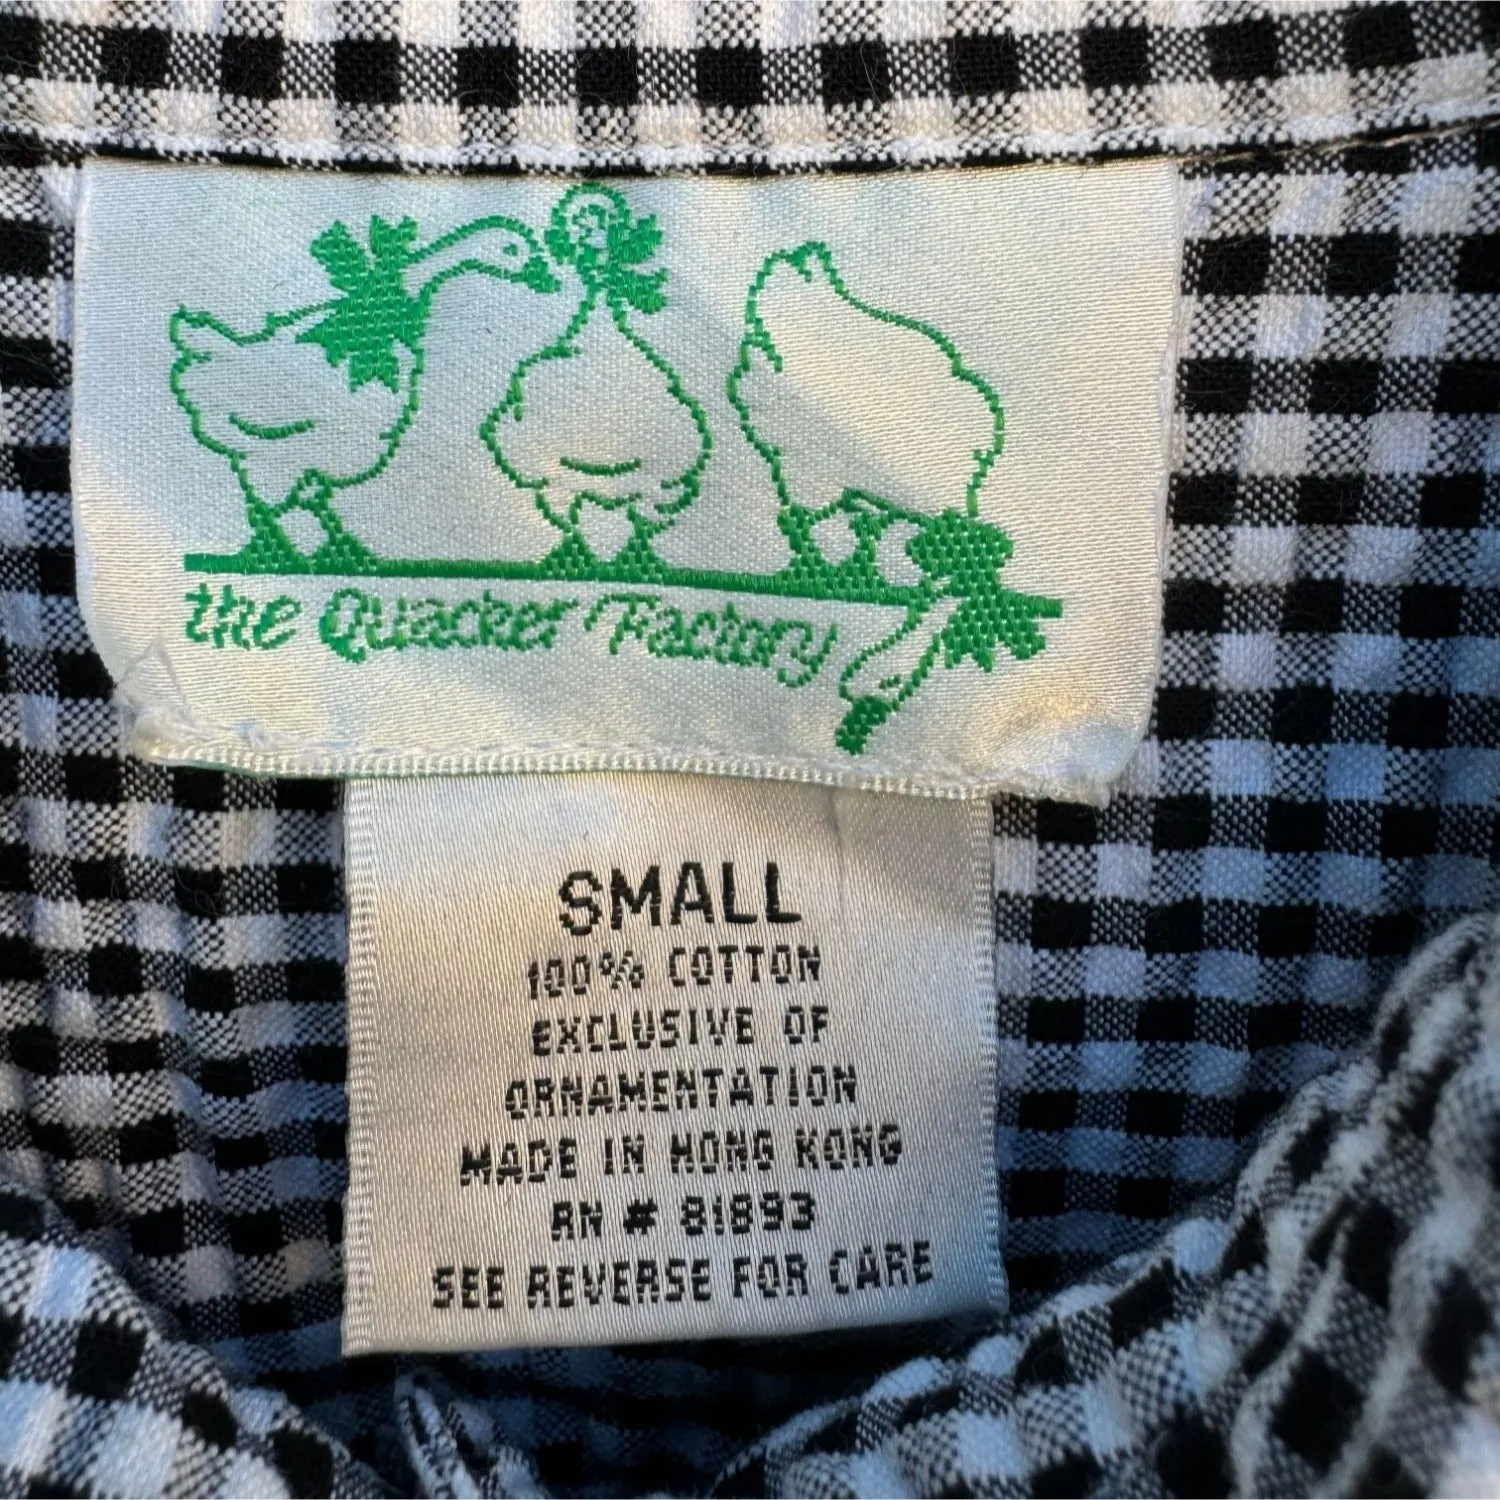 the Quacker Factory
SMALL
100% COTTON
EXCLUSIVE OF
ORNAMENTATION
MADE IN HONG KONG
RN # 81893
SEE REVERSE FOR CARE